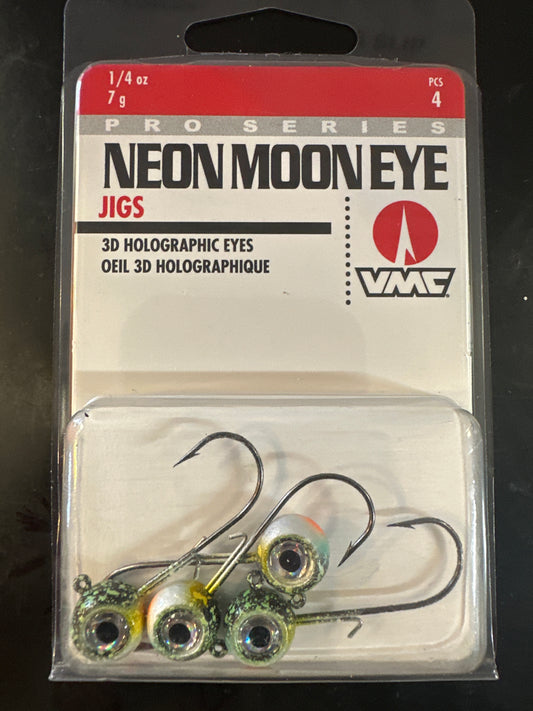 1/4 oz
7 g
PCS
4
PRO SERIES
NEON MOON EYE
JIGS
3D HOLOGRAPHIC EYES
OEIL 3D HOLOGRAPHIQUE
VMC®